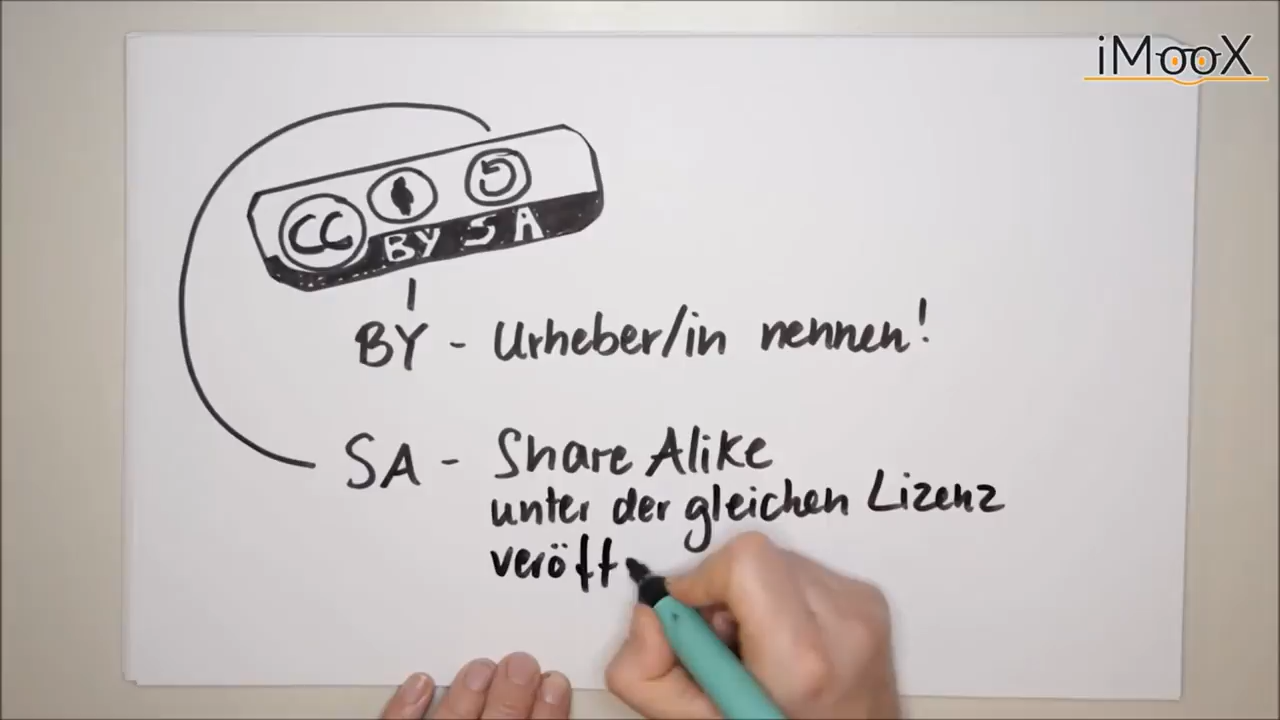 iMooX
CC BY SA
BY - Urheber/in nennen!
SA - Share Alike
unter der gleichen Lizenz
veröff